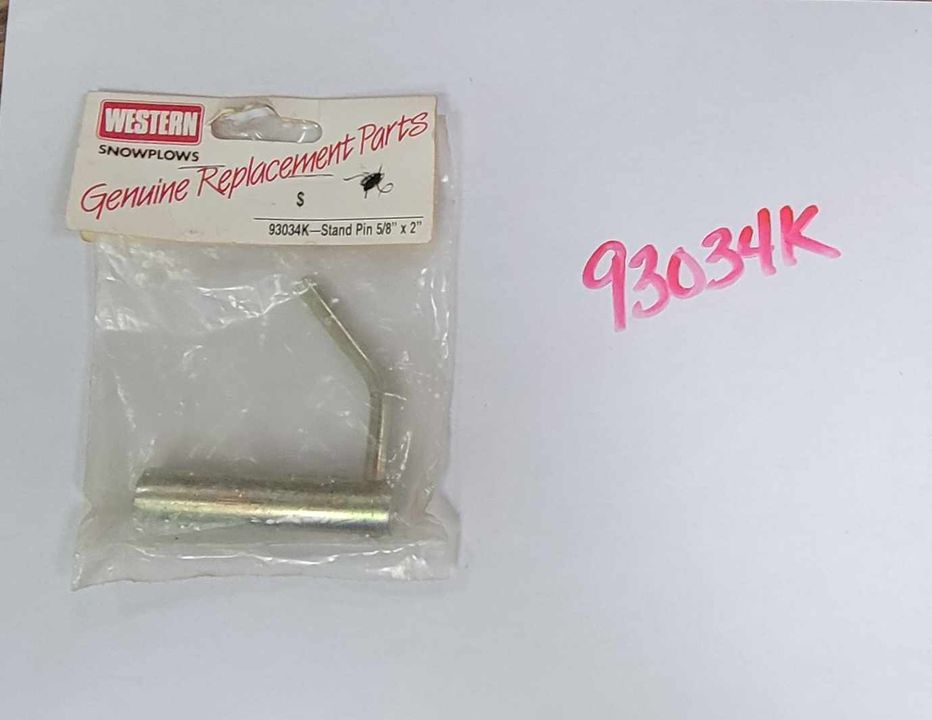 WESTERN
SNOWPLOWS
Genuine Replacement Parts
$
93034K—Stand Pin 5/8" x 2"
93034K